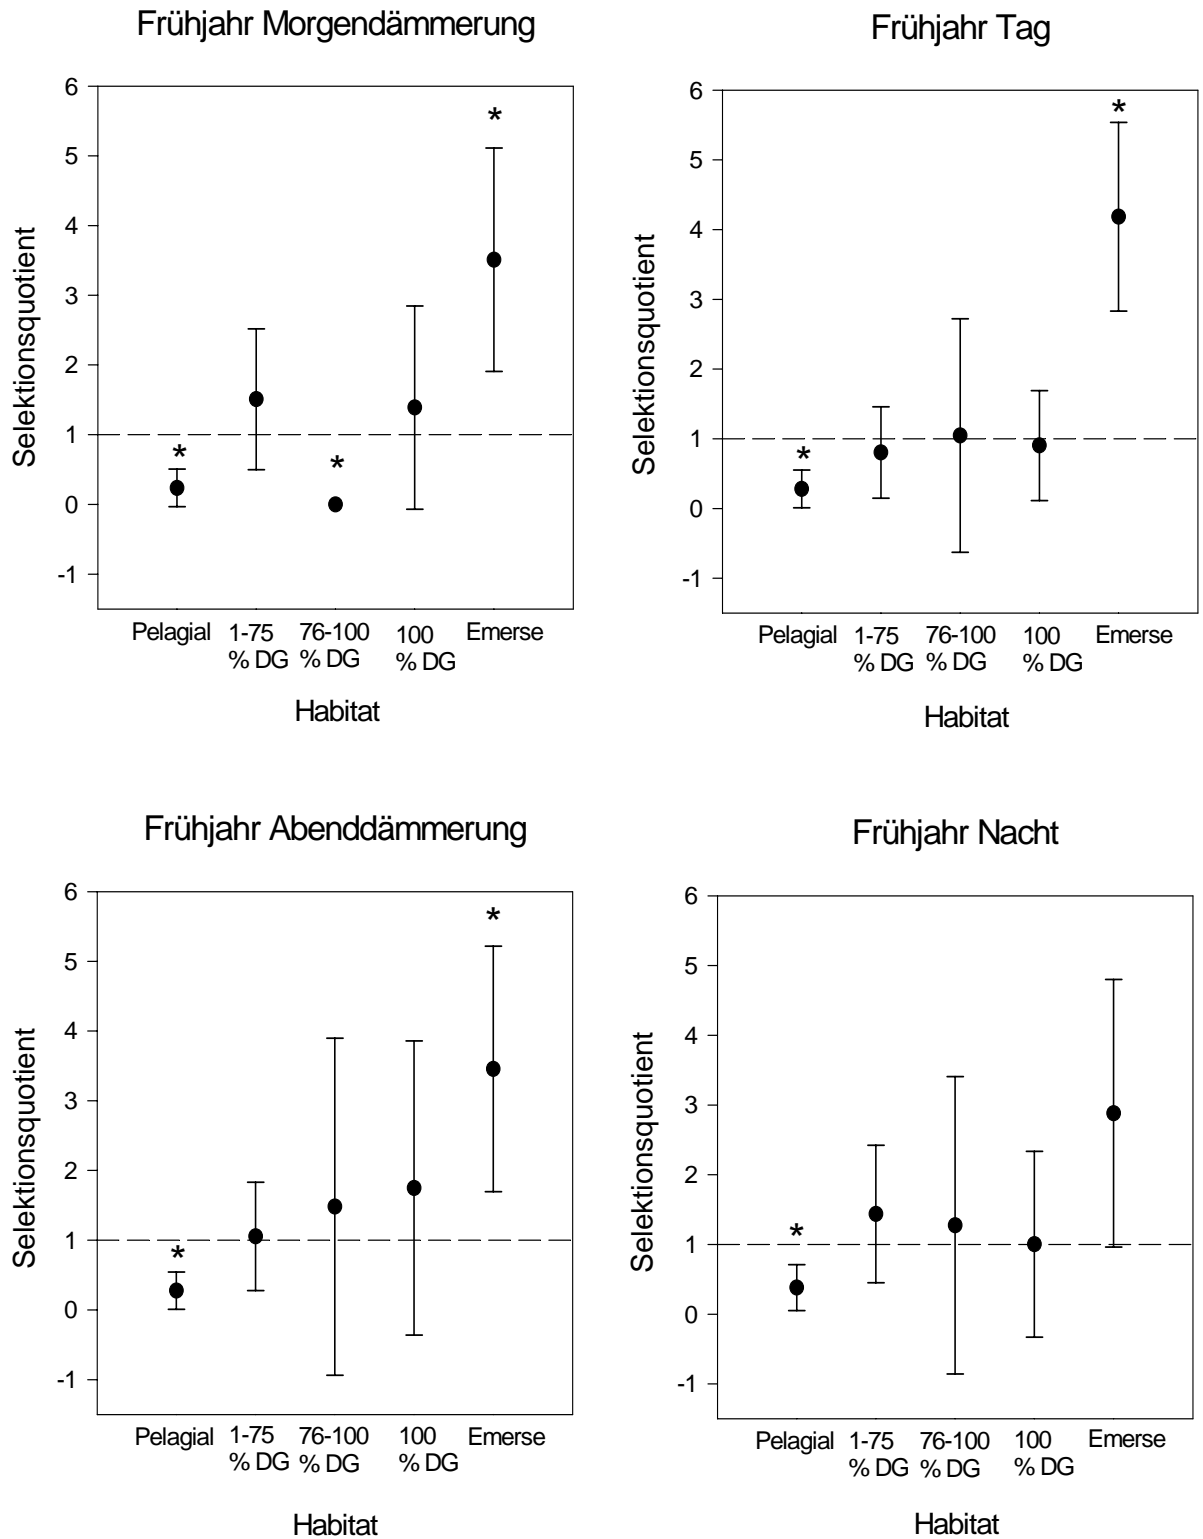 Frühjahr Morgendämmerung
Selektionsquotient
6
*
5
4
3
2
1
*
*
0
-1
Pelagial 1-75 76-100 100 Emerse
% DG % DG % DG
Habitat
Frühjahr Tag
Selektionsquotient
6
*
5
4
3
2
1
*
0
-1
Pelagial 1-75 76-100 100 Emerse
% DG % DG % DG
Habitat
Frühjahr Abenddämmerung
Selektionsquotient
6
*
5
4
3
2
1
*
0
-1
Pelagial 1-75 76-100 100 Emerse
% DG % DG % DG
Habitat
Frühjahr Nacht
Selektionsquotient
6
5
4
3
2
*
1
0
-1
Pelagial 1-75 76-100 100 Emerse
% DG % DG % DG
Habitat